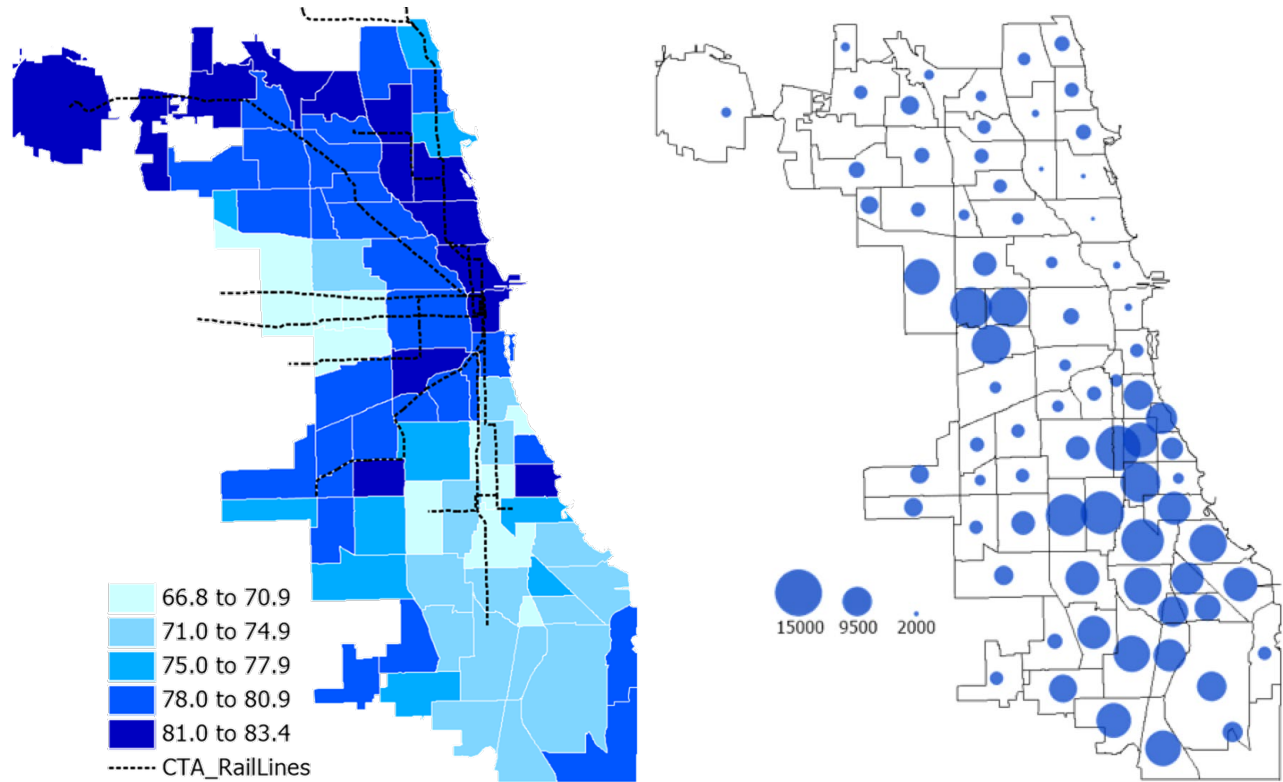 66.8 to 70.9
71.0 to 74.9
75.0 to 77.9
78.0 to 80.9
81.0 to 83.4
CTA_RailLines
15000 9500 2000